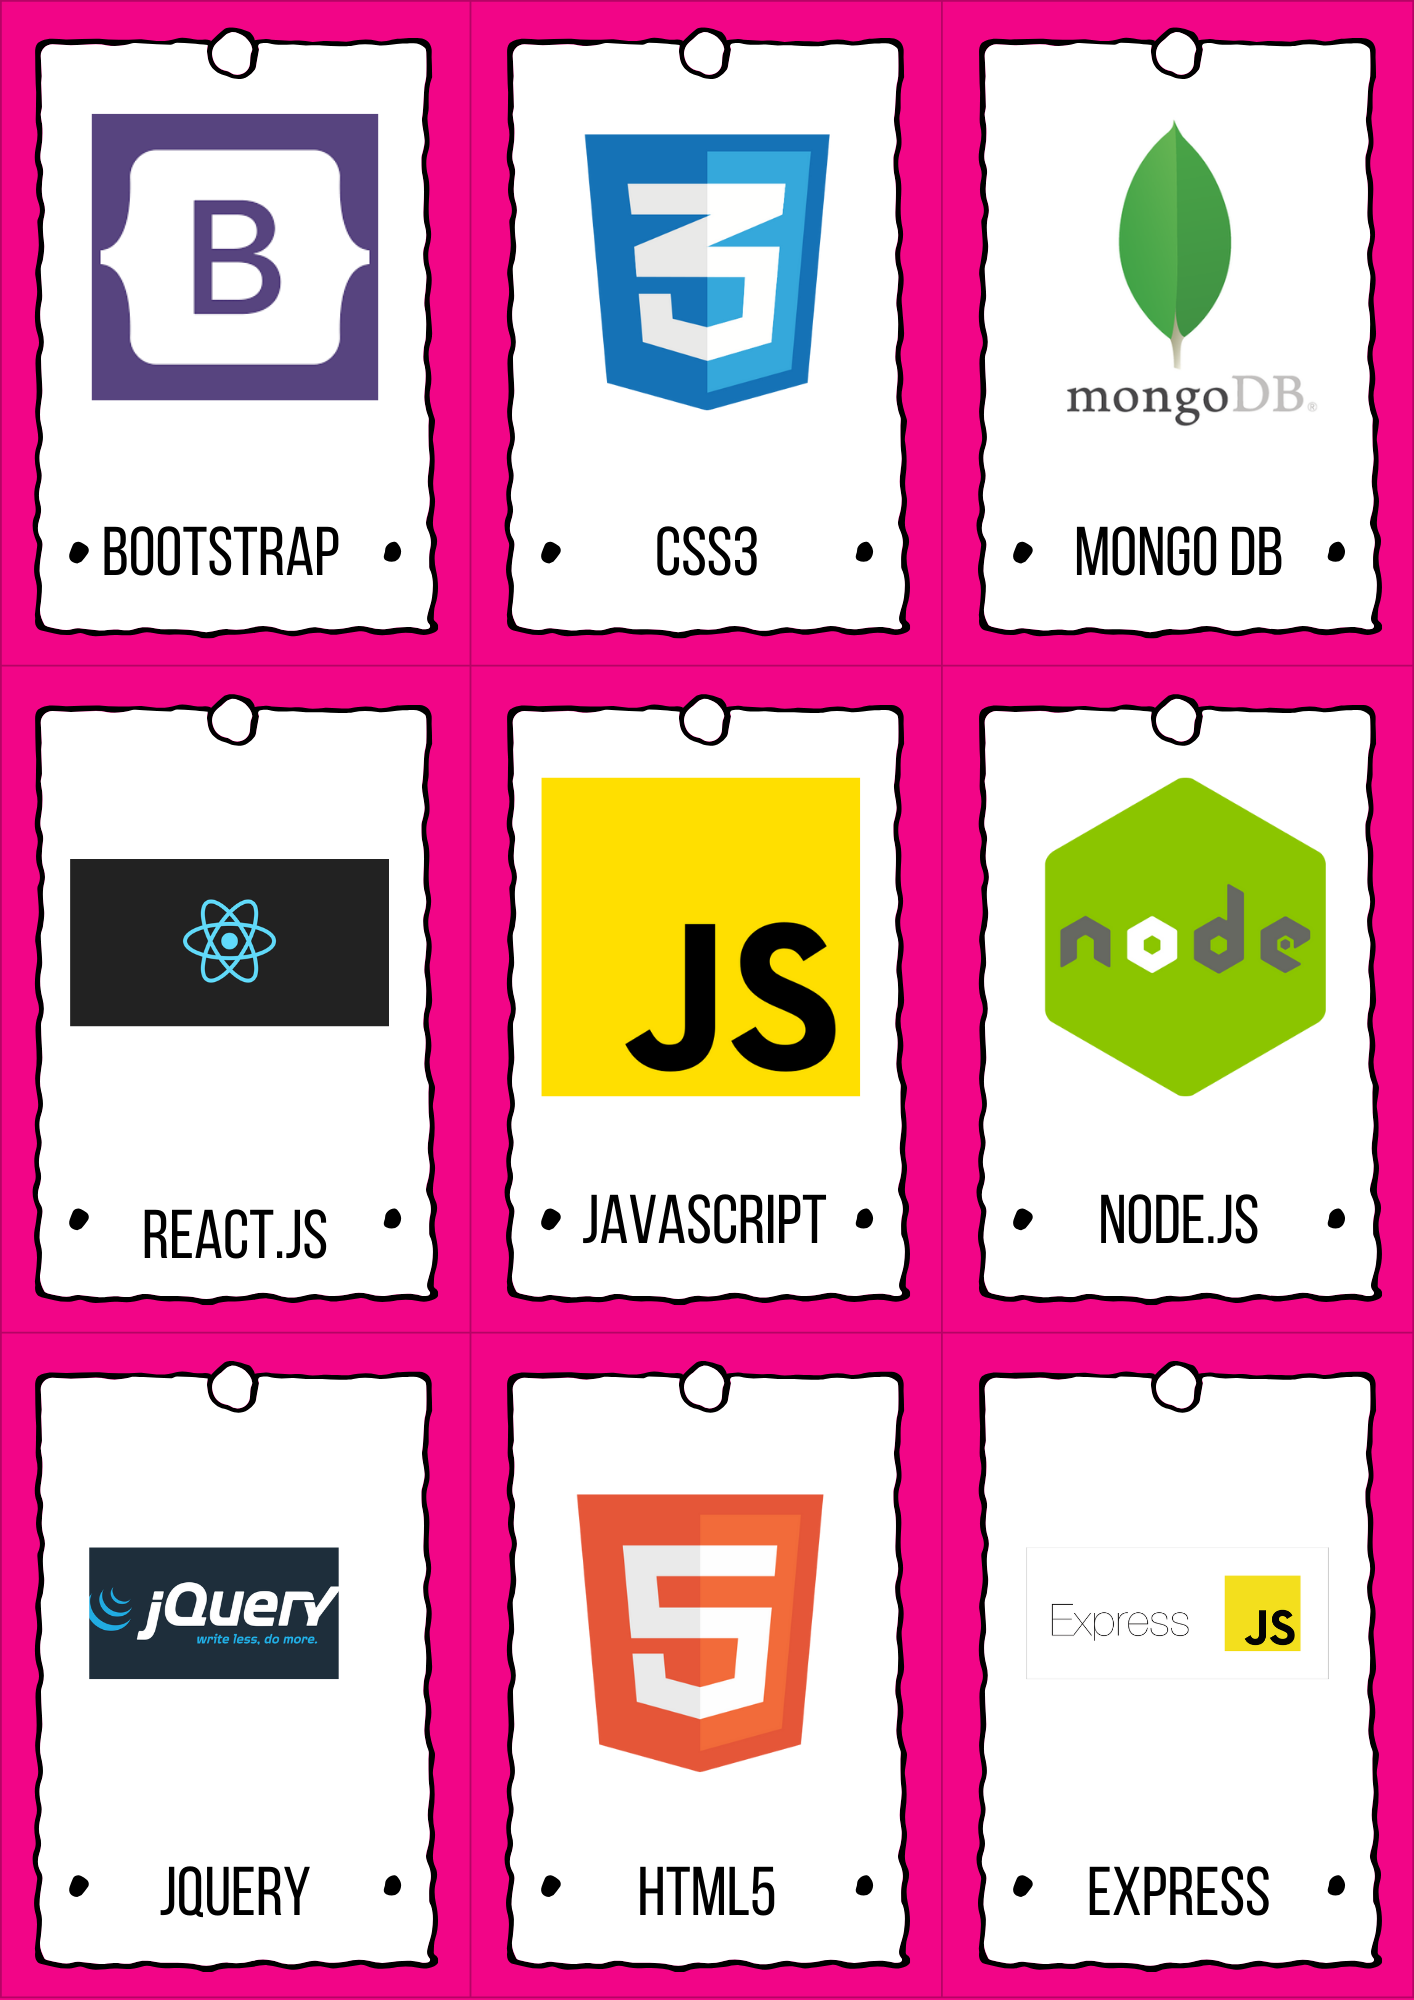 B
3
mongoDB®
BOOTSTRAP
CSS3
MONGO DB
JS
node
REACT.JS
JAVASCRIPT
NODE.JS
jQuery
write less, do more.
5
Express JS
JQUERY
HTML5
EXPRESS